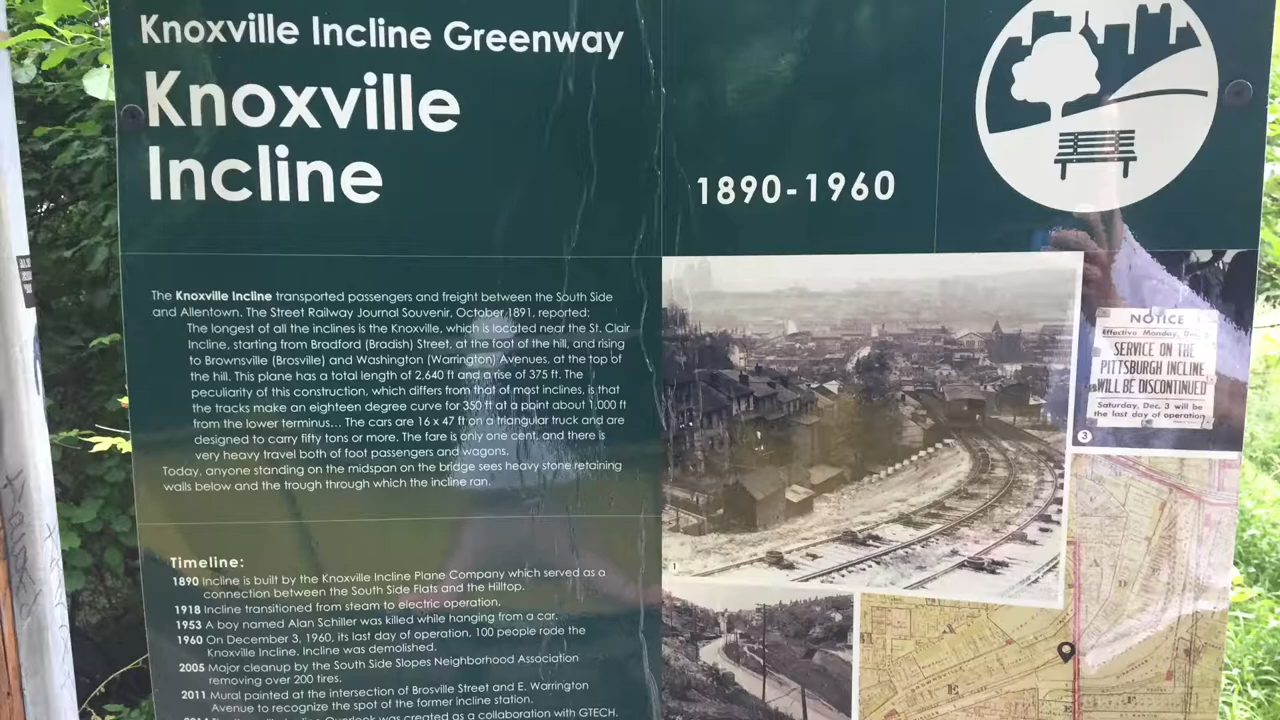 Knoxville Incline Greenway
Knoxville
Incline
1890-1960
The Knoxville Incline transported passengers and freight between the South Side
and Allentown. The Street Railway Journal Souvenir, October 1891, reported:
The longest of all the inclines is the Knoxville, which is located near the St. Clair
Incline, starting from Bradford (Bradish) Street, at the foot of the hill, and rising
to Brownsville (Brosville) and Washington (Warrington) Avenues, at the top of
the hill. This plane has a total length of 2,640 ft and a rise of 375 ft. The
peculiarity of this construction, which differs from that of most inclines, is that
the tracks make an eighteen degree curve for 350 ft at a point about 1,000 ft
from the lower terminus... The cars are 16 x 47 ft on a triangular truck and are
designed to carry fifty tons or more. The fare is only one cent, and there is
very heavy travel both of foot passengers and wagons.
Today, anyone standing on the midspan on the bridge sees heavy stone retaining
walls below and the trough through which the incline ran.
Timeline:
1890 Incline is built by the Knoxville Incline Plane Company which served as a
connection between the South Side Flats and the Hilltop.
1918 Incline transitioned from steam to electric operation.
1953 A boy named Alan Schiller was killed while hanging from a car.
1960 On December 3, 1960, its last day of operation, 100 people rode the
Knoxville Incline. Incline was demolished.
2005 Major cleanup by the South Side Slopes Neighborhood Association
removing over 200 tires.
2011 Mural painted at the intersection of Brosville Street and E. Warrington
Avenue to recognize the spot of the former incline station.
Overlook was created as a collaboration with GTECH.
1
NOTICE
Effective Monday, Dec.
SERVICE ON THE
PITTSBURGH INCLINE
WILL BE DISCONTINUED
Saturday, Dec. 3 will be
the last day of operation
3
D
E
F